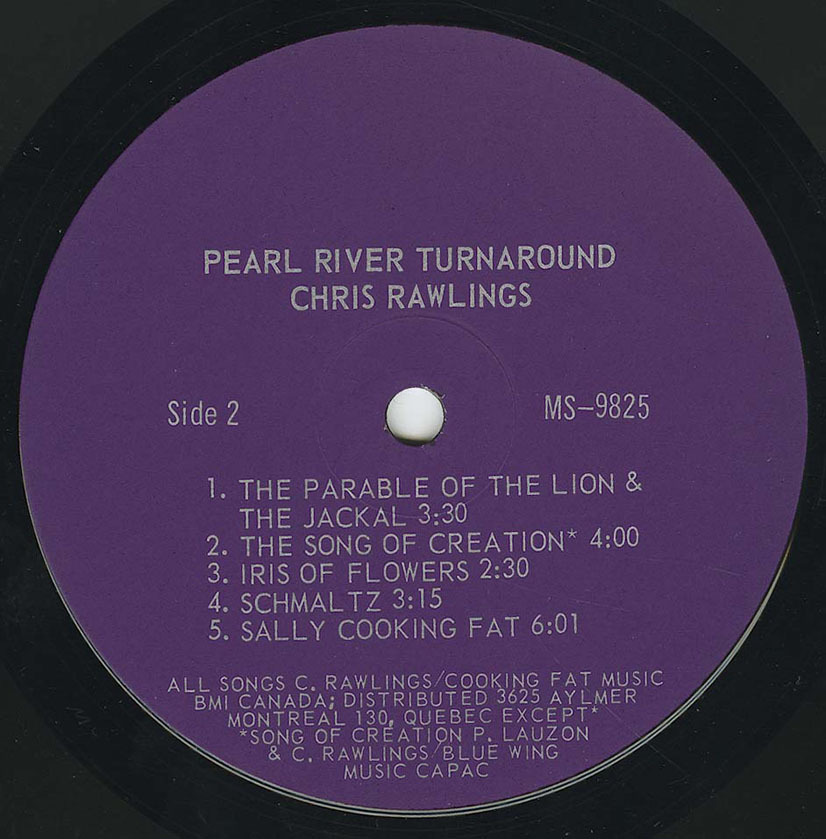 PEARL RIVER TURNAROUND
CHRIS RAWLINGS
Side 2
MS-9825
1. THE PARABLE OF THE LION &
THE JACKAL 3:30
2. THE SONG OF CREATION* 4:00
3. IRIS OF FLOWERS 2:30
4. SCHMALTZ 3:15
5. SALLY COOKING FAT 6:01
ALL SONGS C. RAWLINGS/COOKING FAT MUSIC
BMI CANADA; DISTRIBUTED 3625 AYLMER
MONTREAL 130, QUEBEC EXCEPT*
*SONG OF CREATION P. LAUZON
& C. RAWLINGS/BLUE WING
MUSIC CAPAC